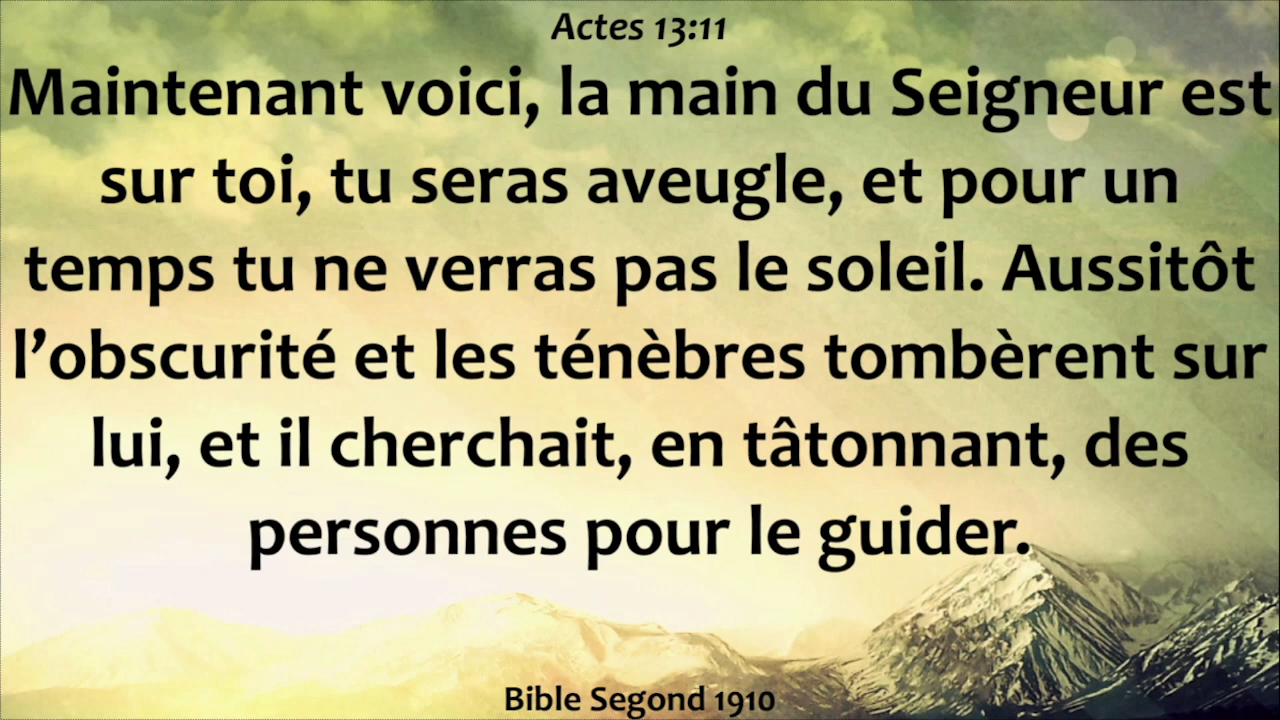 Actes 13:11
Maintenant voici, la main du Seigneur est
sur toi, tu seras aveugle, et pour un
temps tu ne verras pas le soleil. Aussitôt
l’obscurité et les ténèbres tombèrent sur
lui, et il cherchait, en tâtonnant, des
personnes pour le guider.
Bible Segond 1910